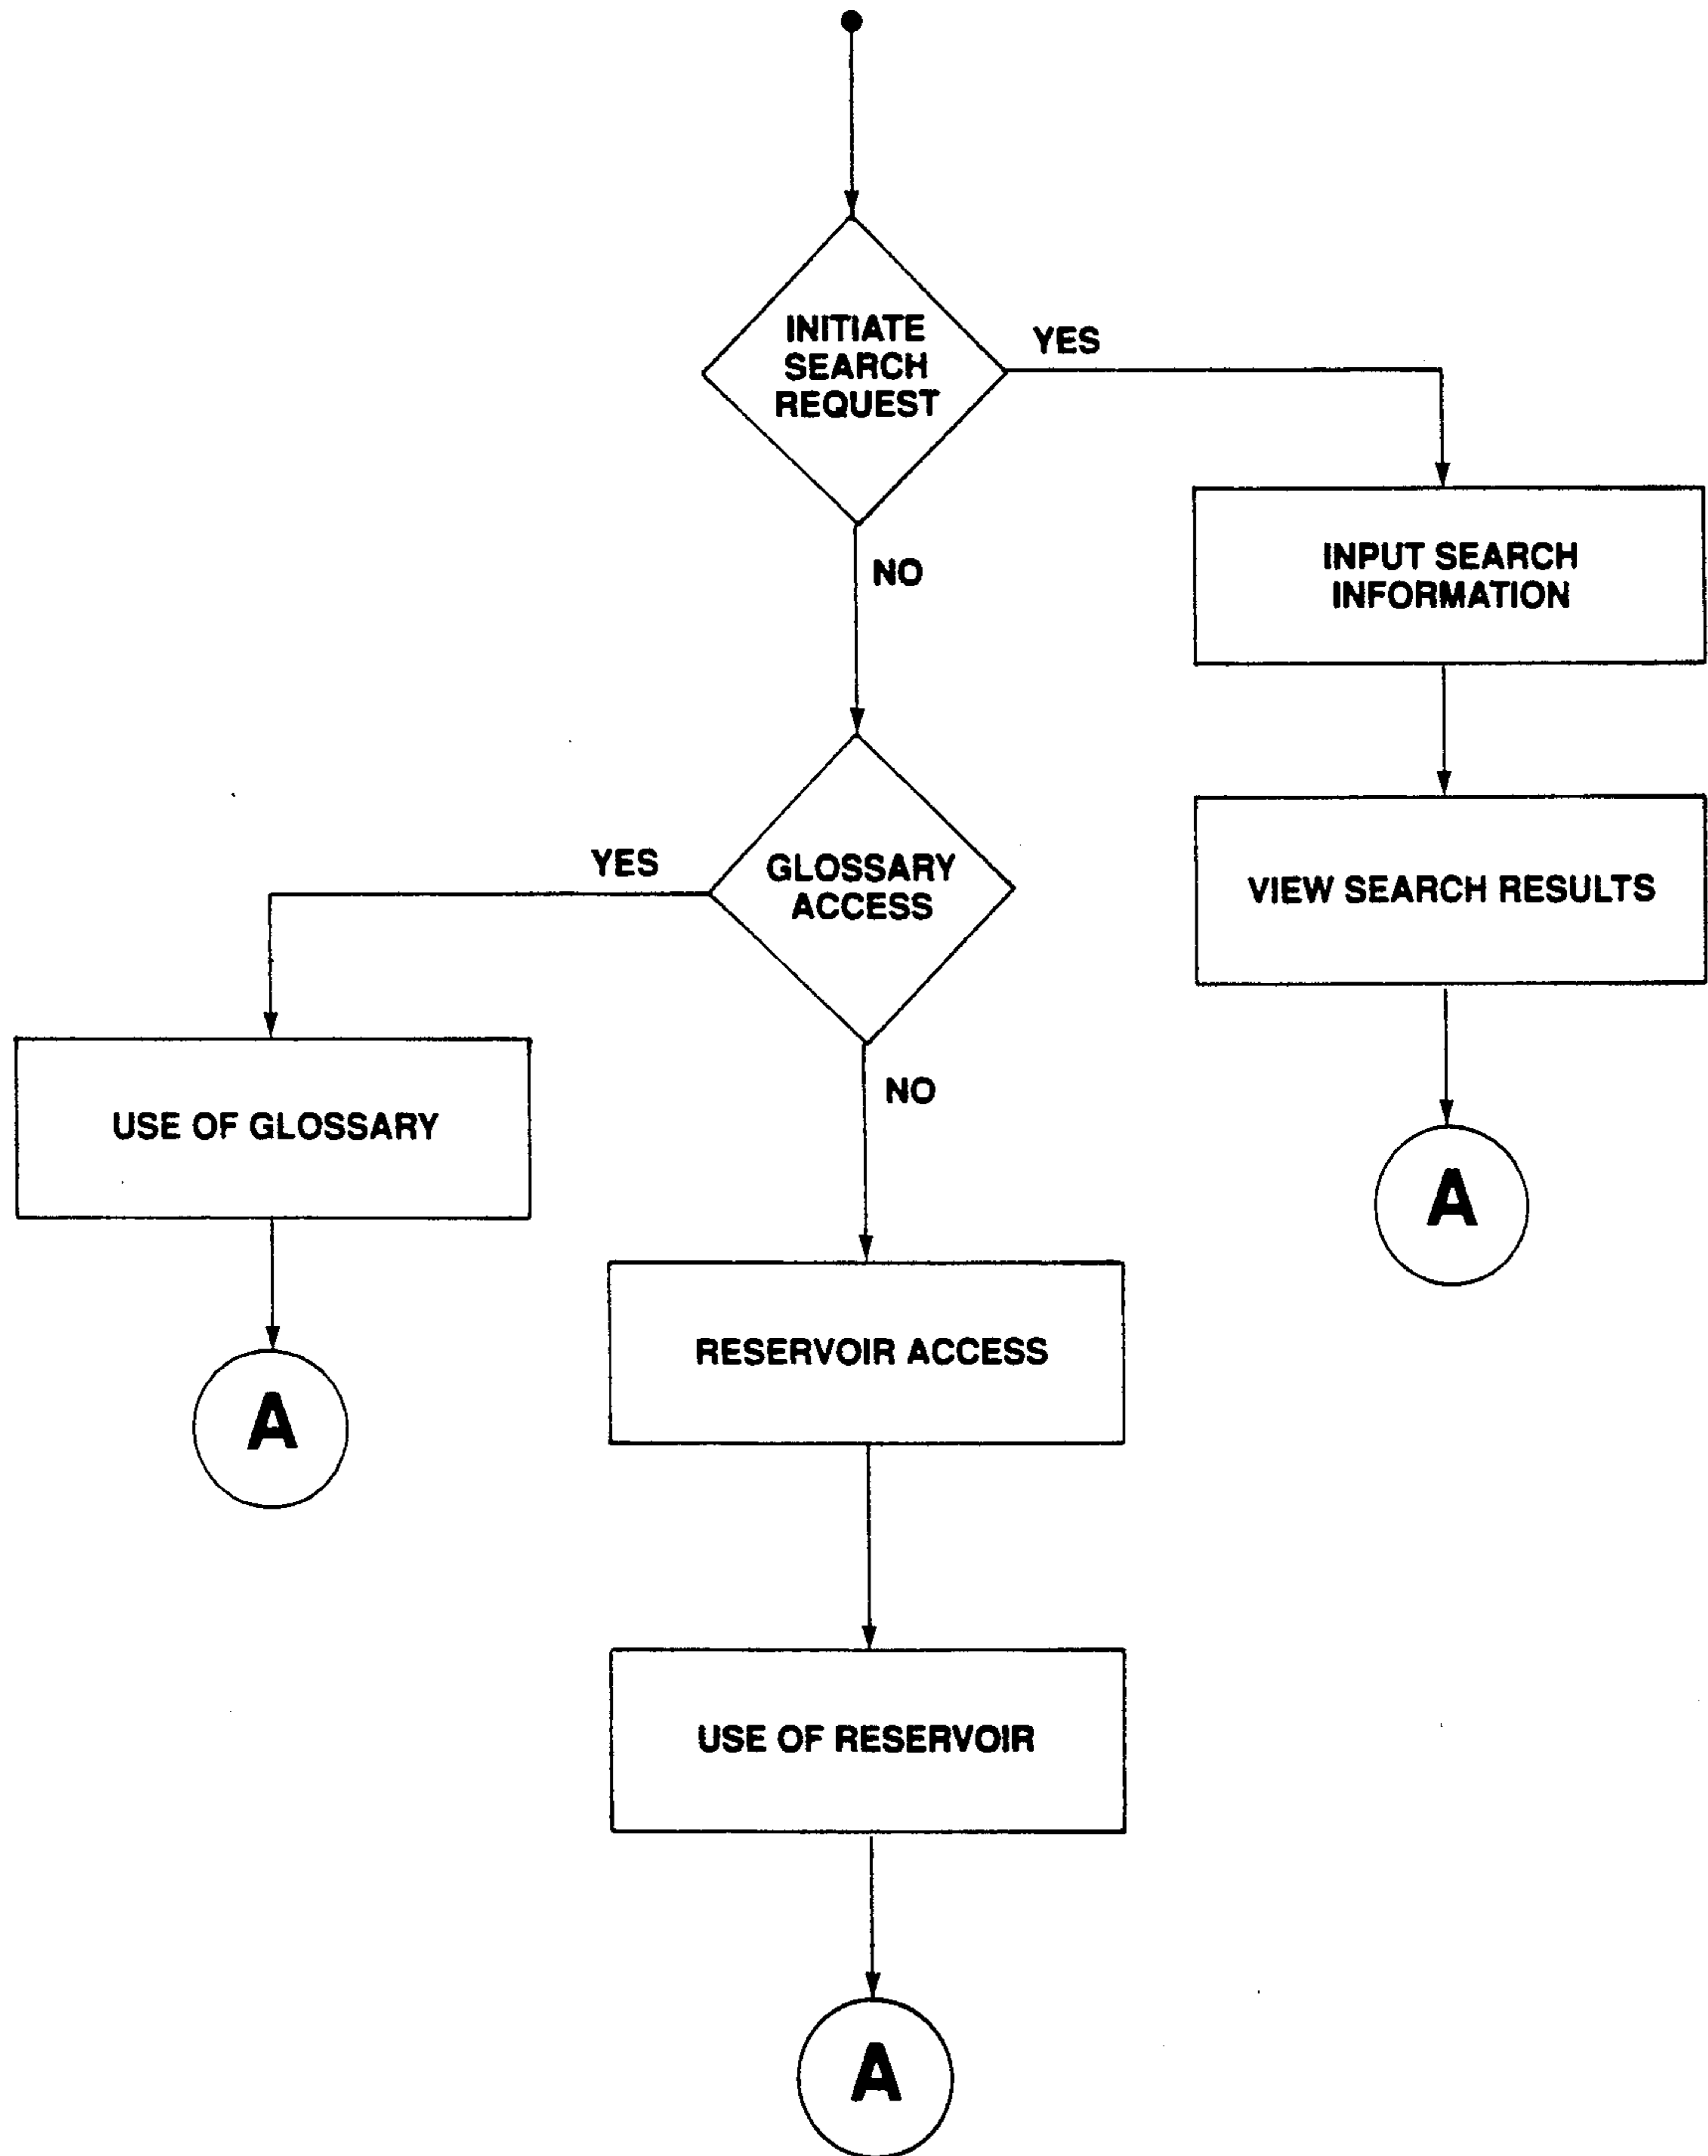 INITIATE
SEARCH
REQUEST
YES
NO
INPUT SEARCH
INFORMATION
VIEW SEARCH RESULTS
A
GLOSSARY
ACCESS
YES
NO
USE OF GLOSSARY
A
RESERVOIR ACCESS
USE OF RESERVOIR
A